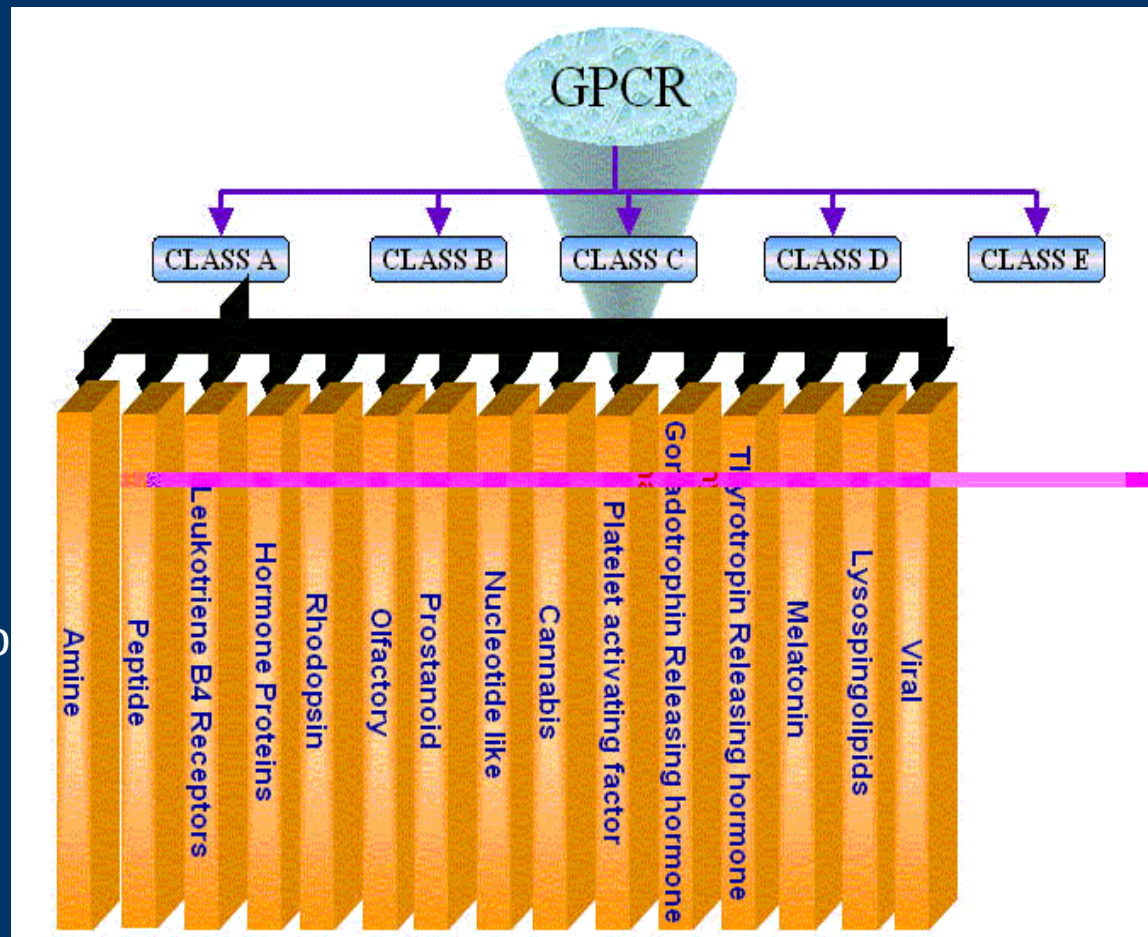 GPCR
CLASS A
CLASS B
CLASS C
CLASS D
CLASS E
Amine
Peptide
Leukotriene B4 Receptors
Hormone Proteins
Rhodopsin
Olfactory
Prostanoid
Nucleotide like
Cannabis
Platelet activating factor
Gonadotrophin Releasing hormone
Thyrotropin Releasing hormone
Melatonin
Lysospingolipids
Viral